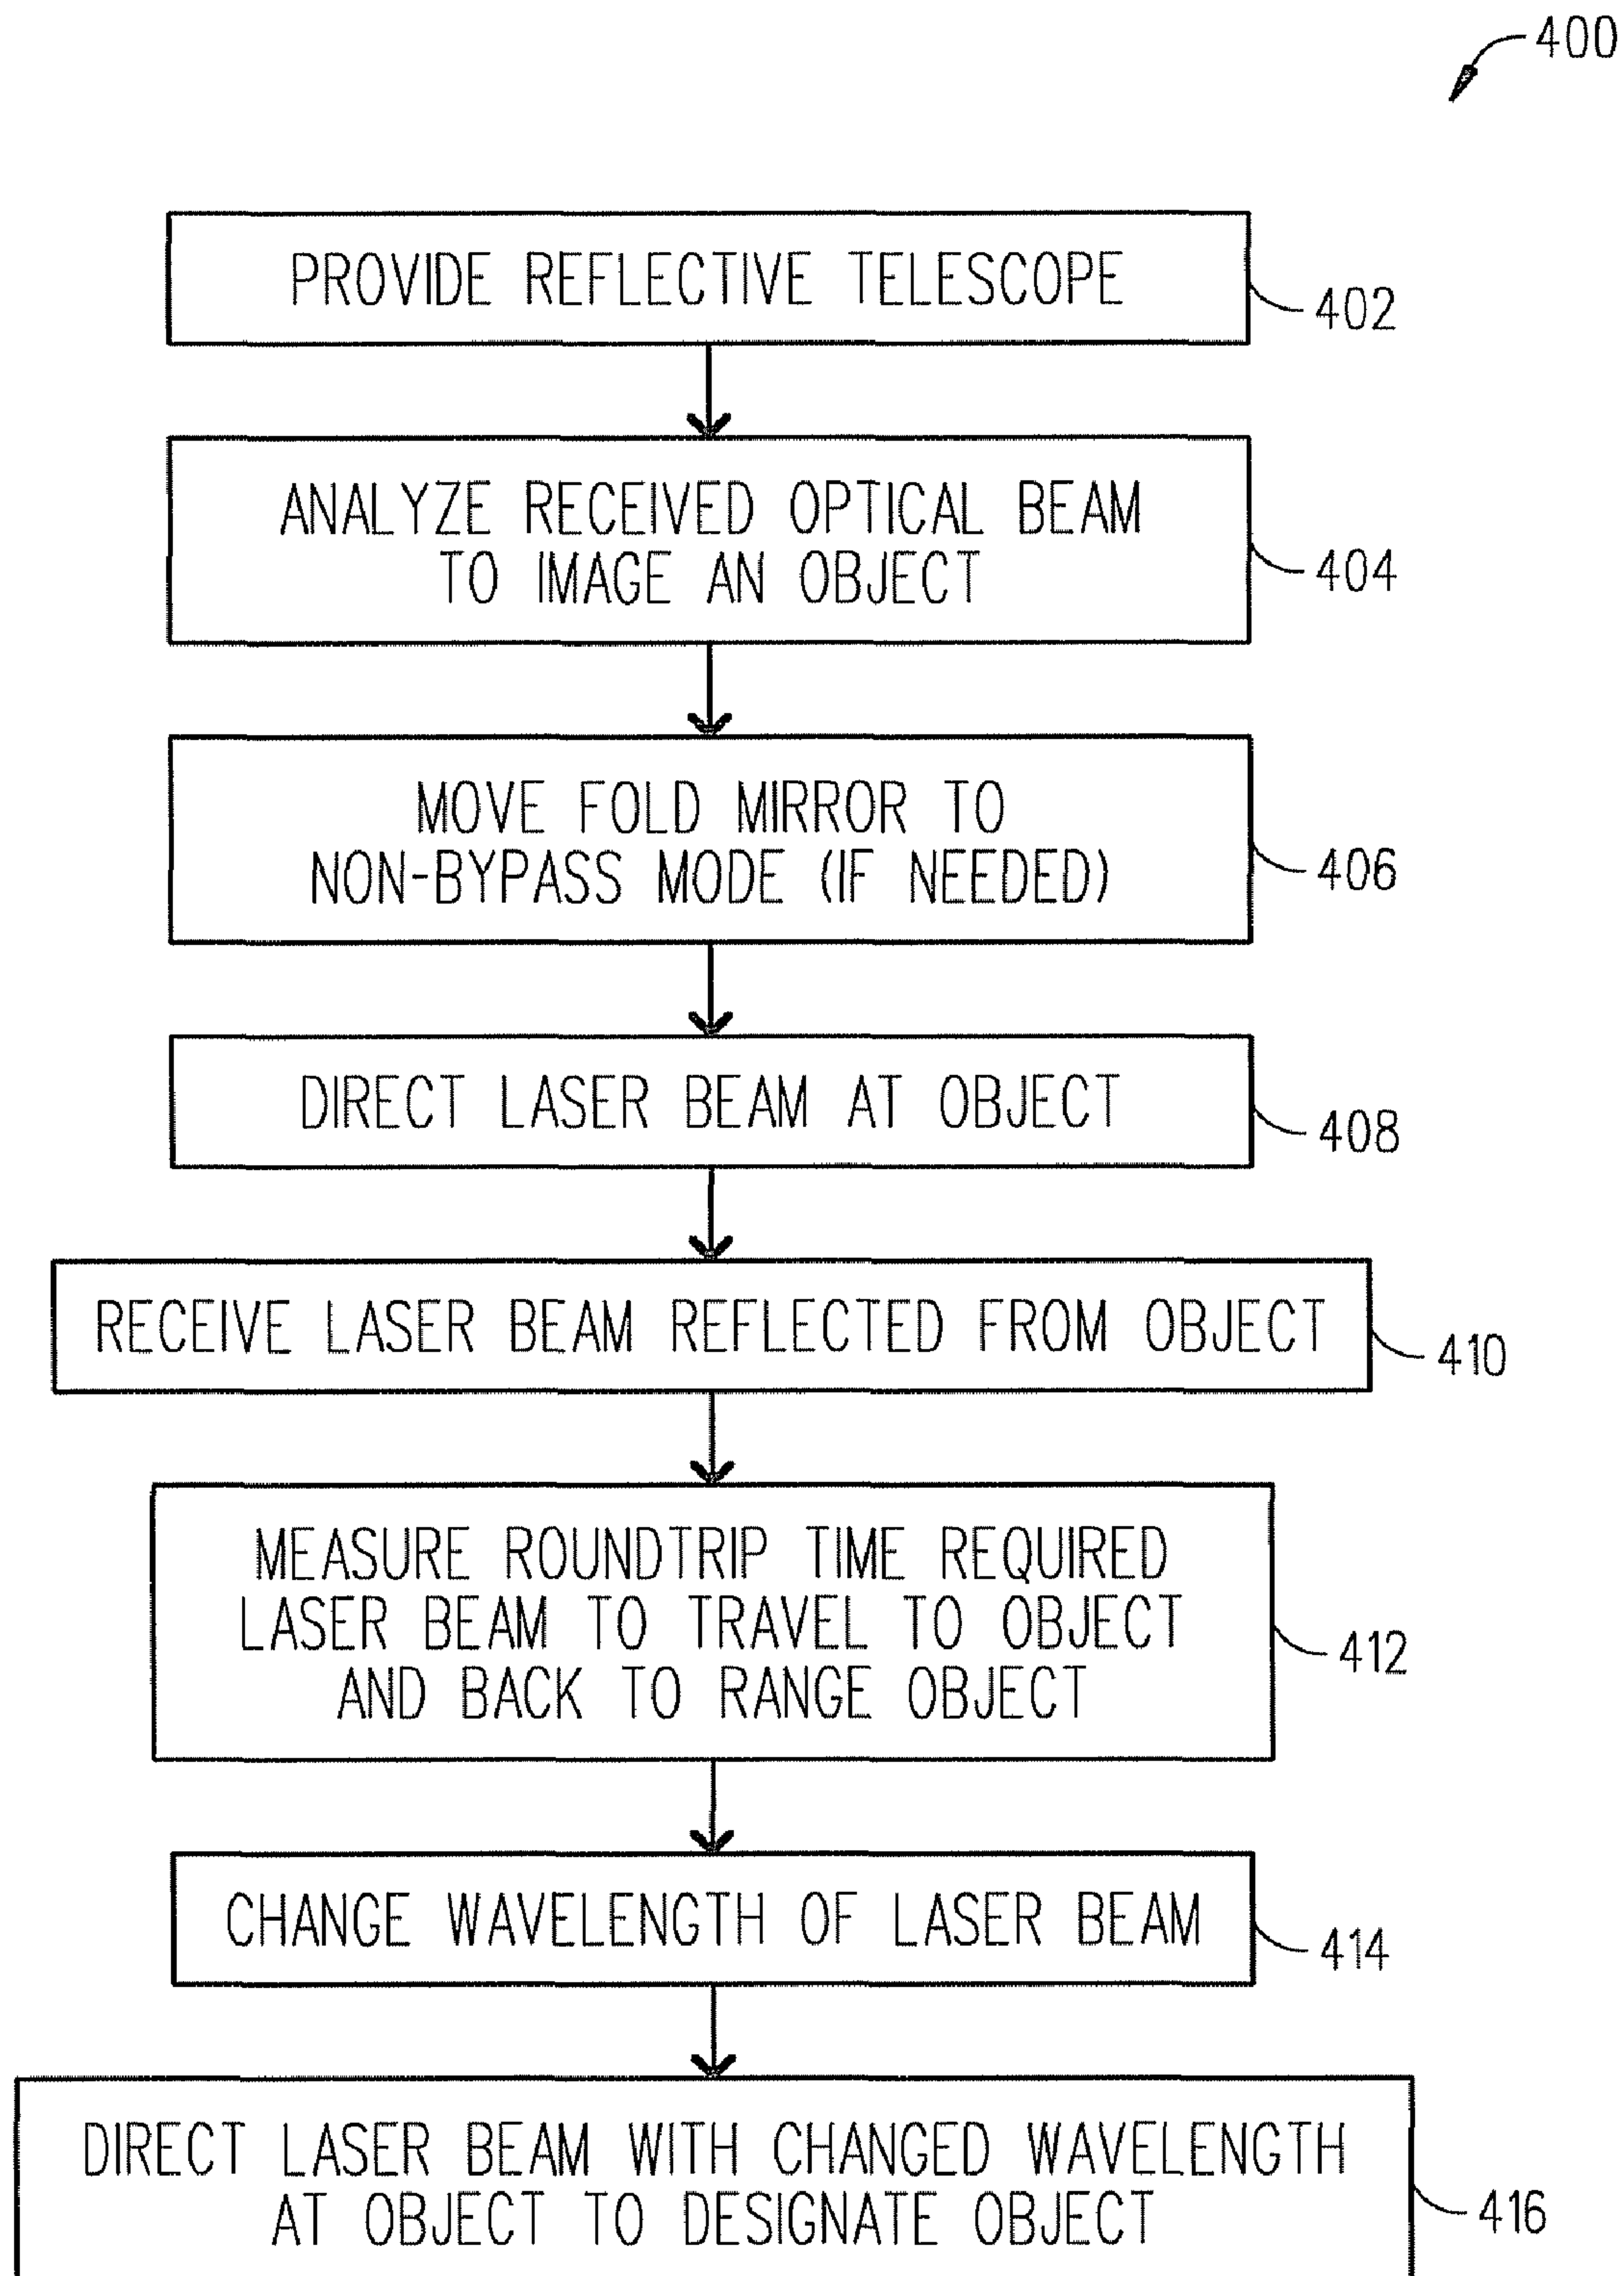 400
PROVIDE REFLECTIVE TELESCOPE
402
ANALYZE RECEIVED OPTICAL BEAM
TO IMAGE AN OBJECT
404
MOVE FOLD MIRROR TO
NON-BYPASS MODE (IF NEEDED)
406
DIRECT LASER BEAM AT OBJECT
408
RECEIVE LASER BEAM REFLECTED FROM OBJECT
410
MEASURE ROUNDTRIP TIME REQUIRED
LASER BEAM TO TRAVEL TO OBJECT
AND BACK TO RANGE OBJECT
412
CHANGE WAVELENGTH OF LASER BEAM
414
DIRECT LASER BEAM WITH CHANGED WAVELENGTH
AT OBJECT TO DESIGNATE OBJECT
416